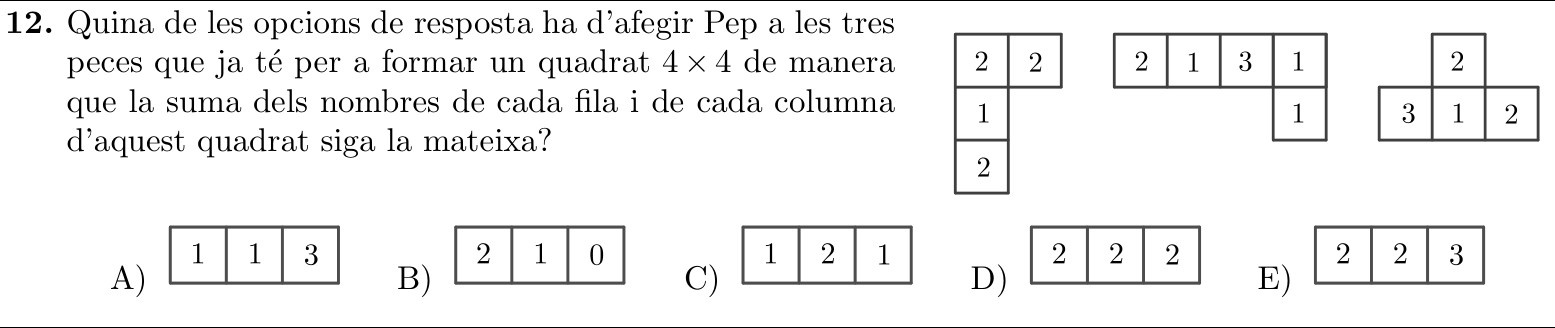 12. Quina de les opcions de resposta ha d'afegir Pep a les tres
peces que ja té per a formar un quadrat 4 × 4 de manera
que la suma dels nombres de cada fila i de cada columna
d'aquest quadrat siga la mateixa?
2 2
1
2
2 1 3 1
1
2
3 1 2
A) 1 1 3
B) 2 1 0
C) 1 2 1
D) 2 2 2
E) 2 2 3